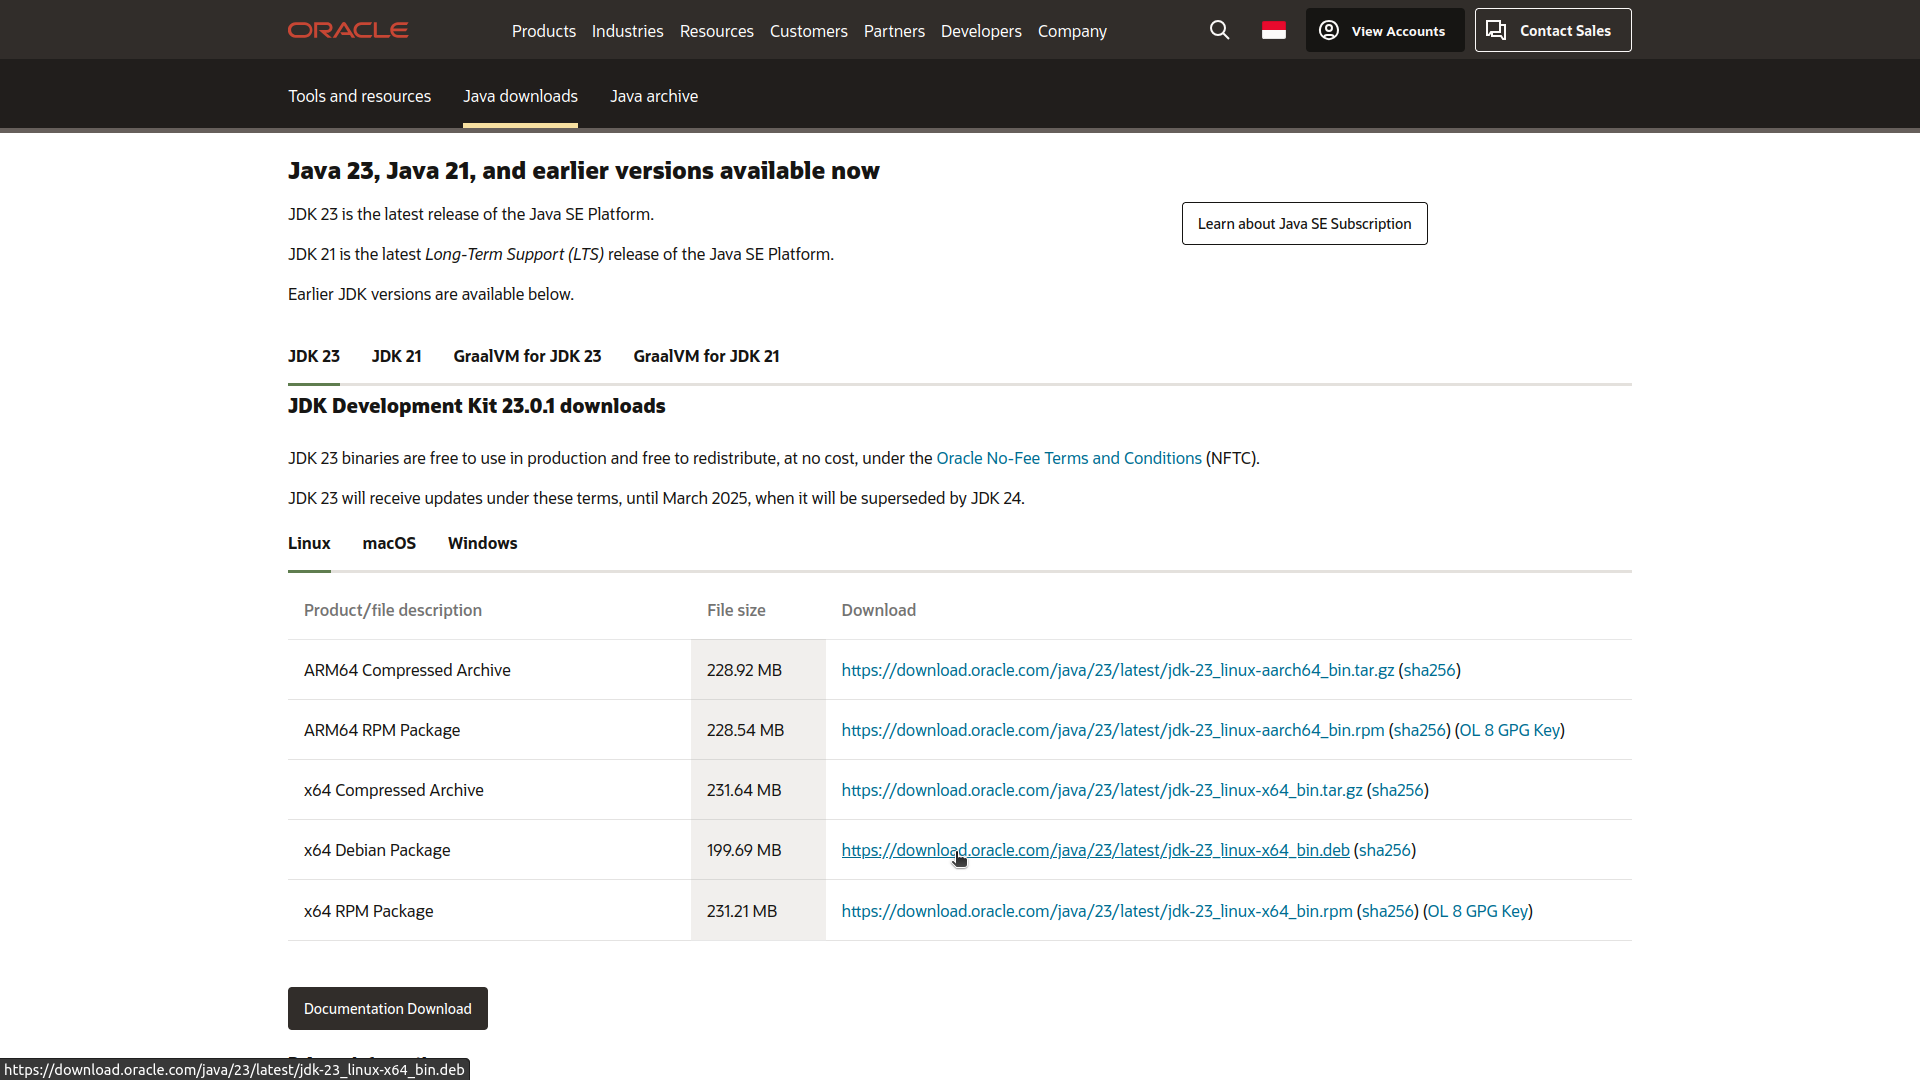 ORACLE
Products Industries Resources Customers Partners Developers Company
View Accounts
Contact Sales
Tools and resources Java downloads Java archive
Java 23, Java 21, and earlier versions available now
JDK 23 is the latest release of the Java SE Platform.
Learn about Java SE Subscription
JDK 21 is the latest Long-Term Support (LTS) release of the Java SE Platform.
Earlier JDK versions are available below.
JDK 23 JDK 21 GraalVM for JDK 23 GraalVM for JDK 21
JDK Development Kit 23.0.1 downloads
JDK 23 binaries are free to use in production and free to redistribute, at no cost, under the Oracle No-Fee Terms and Conditions (NFTC).
JDK 23 will receive updates under these terms, until March 2025, when it will be superseded by JDK 24.
Linux macOS Windows
Product/file description File size Download
ARM64 Compressed Archive 228.92 MB https://download.oracle.com/java/23/latest/jdk-23_linux-aarch64_bin.tar.gz (sha256)
ARM64 RPM Package 228.54 MB https://download.oracle.com/java/23/latest/jdk-23_linux-aarch64_bin.rpm (sha256) (OL 8 GPG Key)
x64 Compressed Archive 231.64 MB https://download.oracle.com/java/23/latest/jdk-23_linux-x64_bin.tar.gz (sha256)
x64 Debian Package 199.69 MB https://download.oracle.com/java/23/latest/jdk-23_linux-x64_bin.deb (sha256)
x64 RPM Package 231.21 MB https://download.oracle.com/java/23/latest/jdk-23_linux-x64_bin.rpm (sha256) (OL 8 GPG Key)
Documentation Download
https://download.oracle.com/java/23/latest/jdk-23_linux-x64_bin.deb